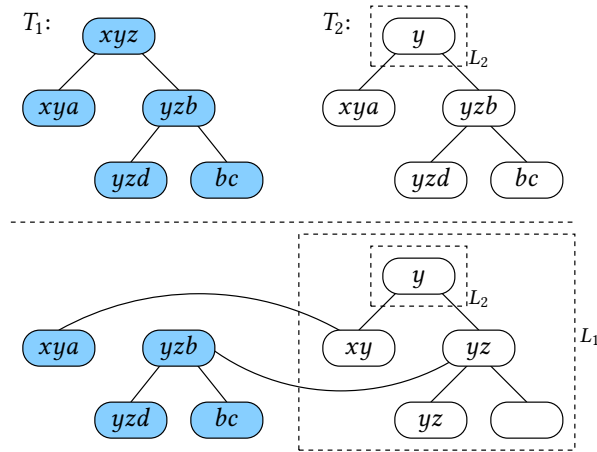 T₁: xyz
T₂: y
L₂
xya yzb
xya yzb
yzd bc
yzd bc
y
L₂
xya yzb
xy yz
L₁
yzd bc
yz